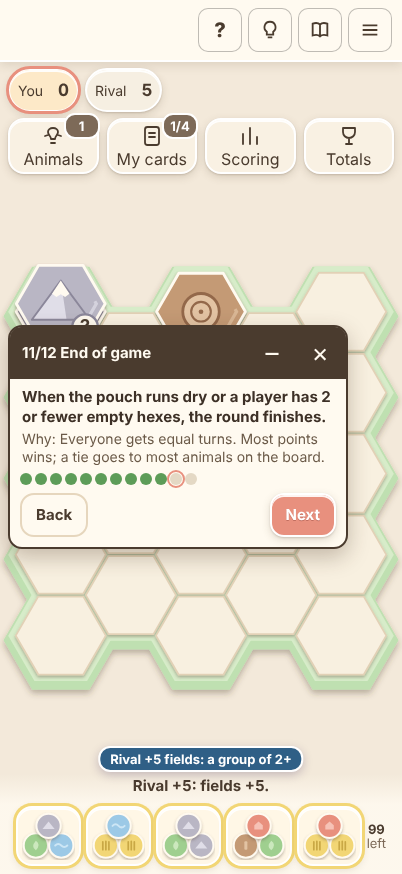 ?
You 0
Rival 5
1
1/4
Animals
My cards
Scoring
Totals
11/12 End of game
When the pouch runs dry or a player has 2
or fewer empty hexes, the round finishes.
Why: Everyone gets equal turns. Most points
wins; a tie goes to most animals on the board.
Back
Next
Rival +5 fields: a group of 2+
Rival +5: fields +5.
99
left